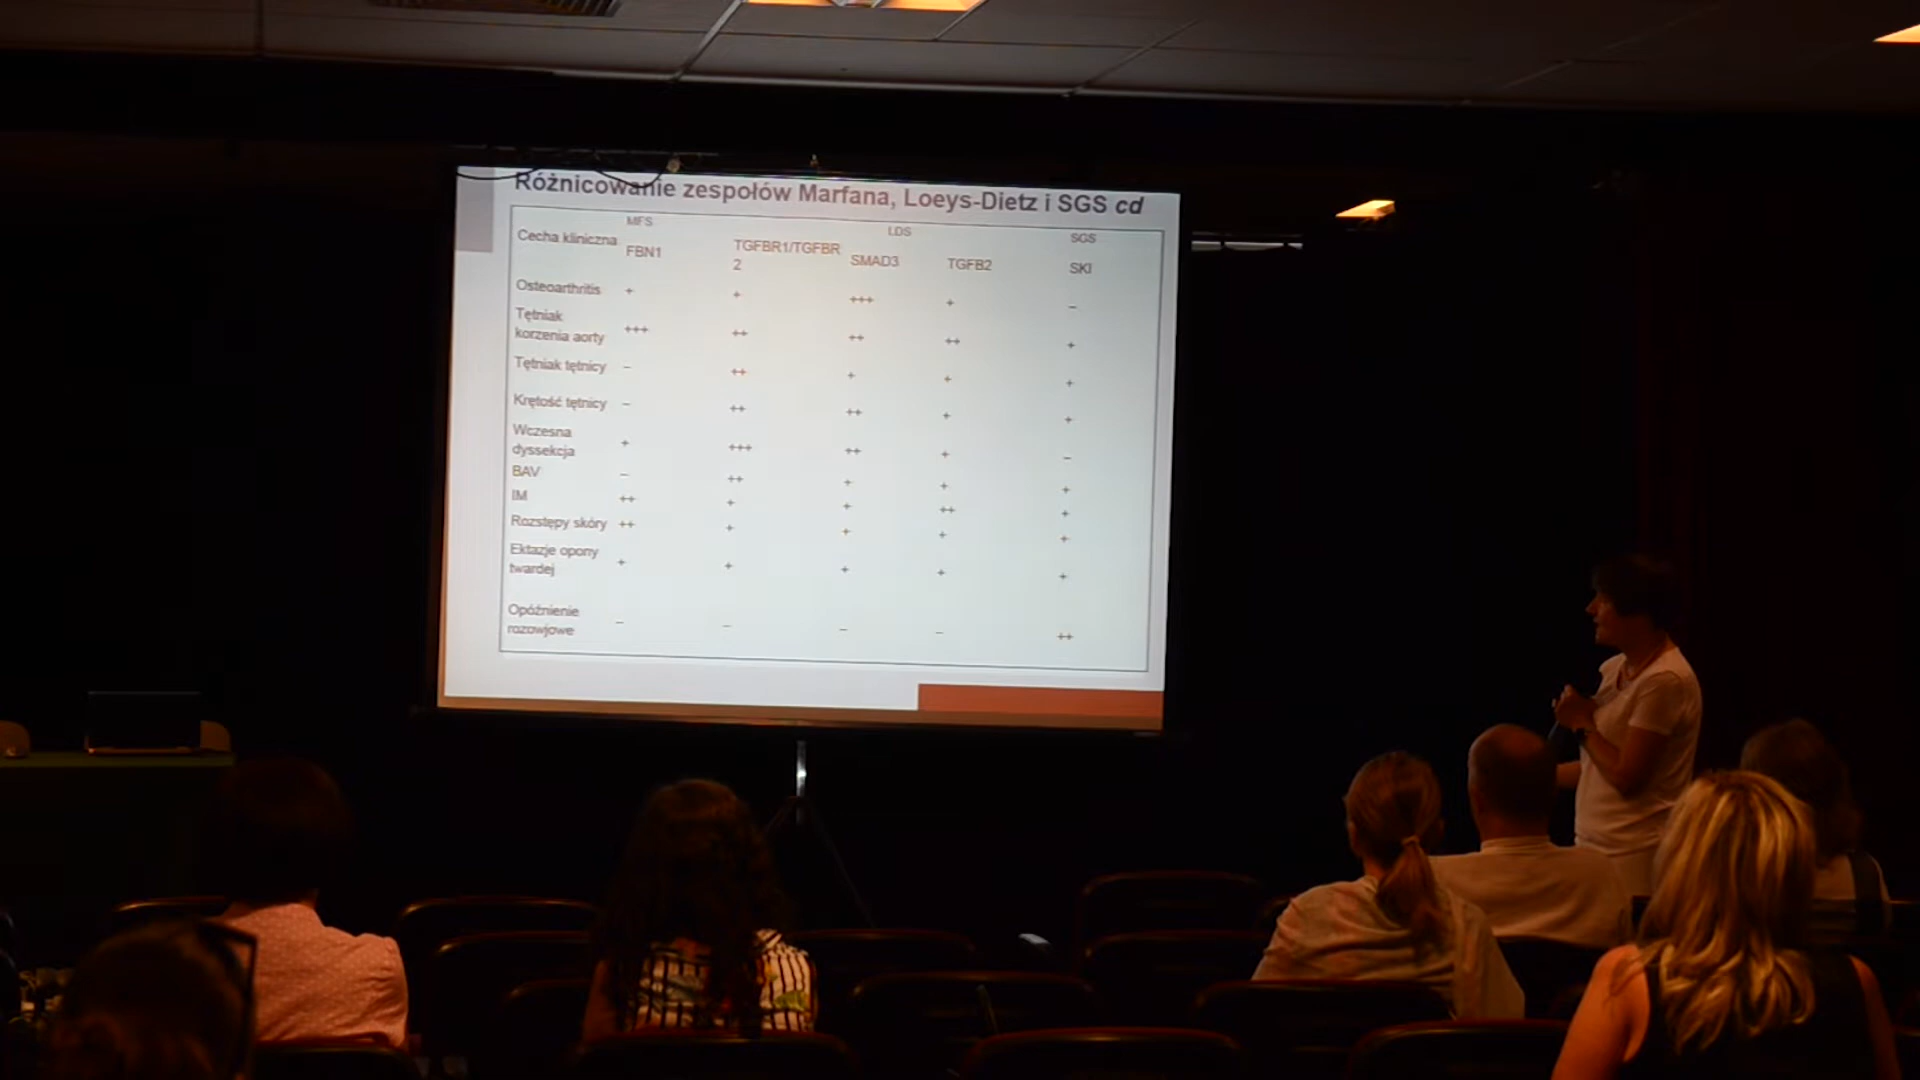 Różnicowanie zespołów Marfana, Loeys-Dietz i SGS cd
MFS LDS SGS
Cecha kliniczna FBN1 TGFBR1/TGFBR SMAD3 TGFB2 SKI
2
Osteoarthritis + + +++ + –
Tętniak
korzenia aorty +++ ++ ++ ++ +
Tętniak tętnicy – ++ + + +
Krętość tętnicy – ++ ++ + +
Wczesna
dyssekcja + +++ ++ + –
BAV – ++ + + +
IM ++ + + ++ +
Rozstępy skóry ++ + + + +
Ektazje opony
twardej + + + + +
Opóźnienie
rozowjowe – – – – ++